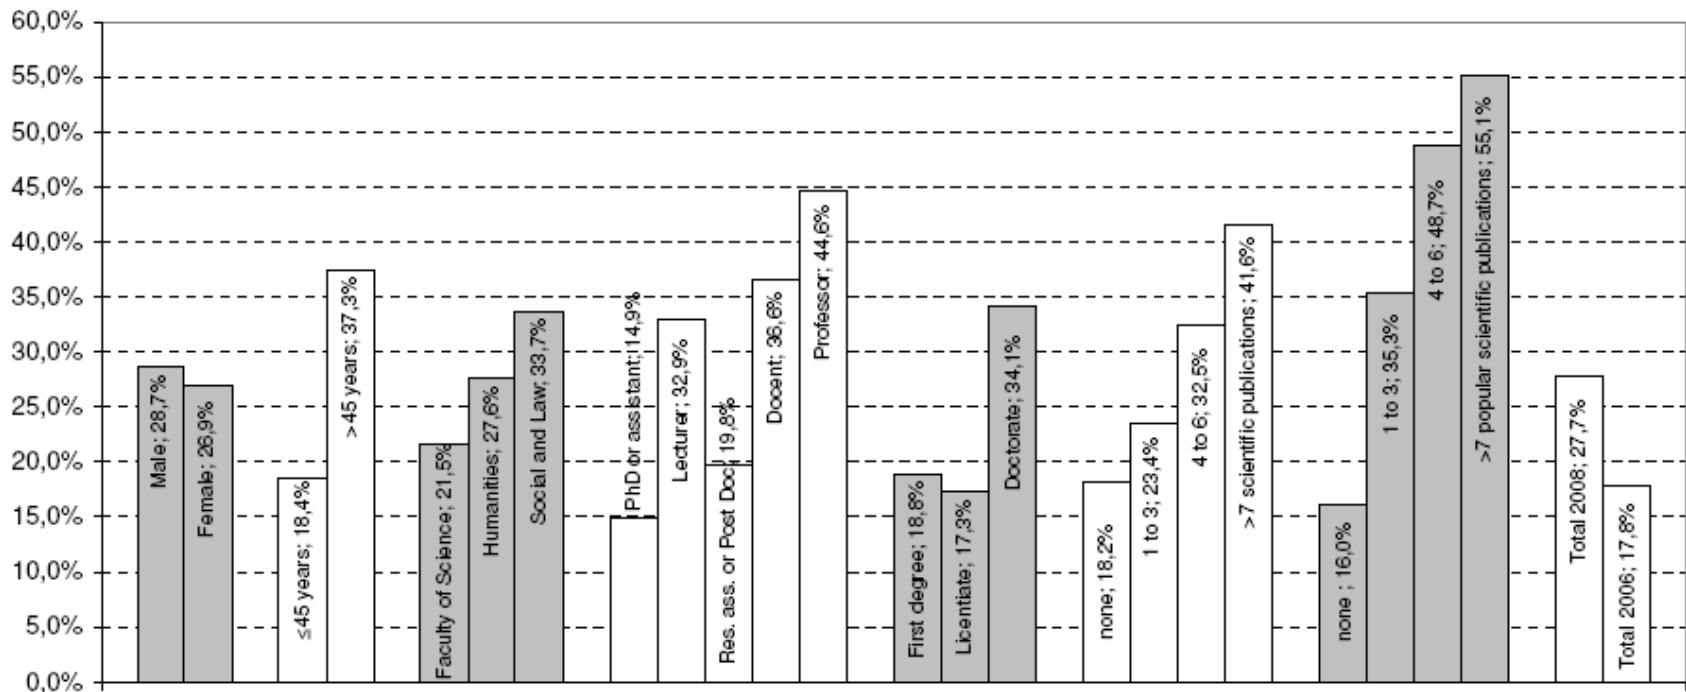 60,0%
55,0%
50,0%
45,0%
40,0%
35,0%
30,0%
25,0%
20,0%
15,0%
10,0%
5,0%
0,0%
Male; 28,7%
Female; 26,9%
≤45 years; 18,4%
>45 years; 37,3%
Faculty of Science; 21,5%
Humanities; 27,6%
Social and Law; 33,7%
PhD or assistant; 14,9%
Lecturer; 32,9%
Res. ass. or Post Doc; 19,8%
Docent; 36,6%
Professor; 44,6%
First degree; 18,8%
Licentiate; 17,3%
Doctorate; 34,1%
none; 18,2%
1 to 3; 23,4%
4 to 6; 32,5%
>7 scientific publications; 41,6%
none ; 16,0%
1 to 3; 35,3%
4 to 6; 48,7%
>7 popular scientific publications; 55,1%
Total 2008; 27,7%
Total 2006; 17,8%